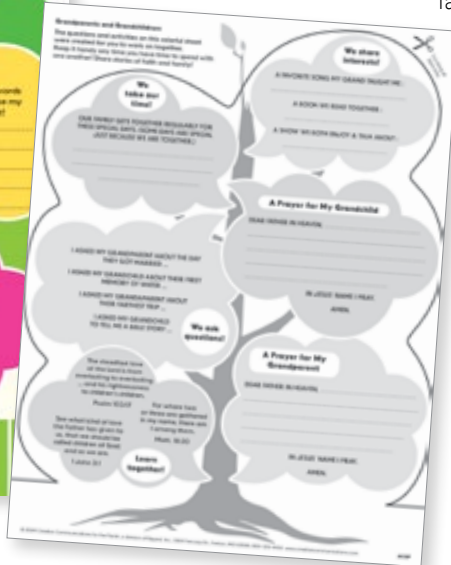 Ta
Grandparents and Grandchildren:
The questions and activities on this colorful sheet
were created for you to work on together.
Keep it handy any time you have time to spend with
one another! Share stories of faith and family!
We
take our
time!
OUR FAMILY GETS TOGETHER REGULARLY FOR
THESE SPECIAL DAYS. (SOME DAYS ARE SPECIAL
JUST BECAUSE WE ARE TOGETHER.)
We share
interests!
A FAVORITE SONG MY GRAND TAUGHT ME:
A BOOK WE READ TOGETHER:
A SHOW WE BOTH ENJOY & TALK ABOUT:
A Prayer for My Grandchild
DEAR FATHER IN HEAVEN,
IN JESUS' NAME I PRAY,
AMEN.
I ASKED MY GRANDPARENT ABOUT THE DAY
THEY GOT MARRIED ...
I ASKED MY GRANDCHILD ABOUT THEIR FIRST
MEMORY OF WINTER ...
I ASKED MY GRANDPARENT ABOUT
THEIR FARTHEST TRIP ...
I ASKED MY GRANDCHILD
TO TELL ME A BIBLE STORY ...
We ask
questions!
The steadfast love
of the Lord is from
everlasting to everlasting
... and his righteousness
to children's children.
Psalm 103:17
For where two
or three are gathered
in my name, there am
I among them.
Matt. 18:20
See what kind of love
the Father has given to
us, that we should be
called children of God;
and so we are.
1 John 3:1
Learn
together!
A Prayer for My
Grandparent
DEAR FATHER IN HEAVEN,
IN JESUS' NAME I PRAY,
AMEN.